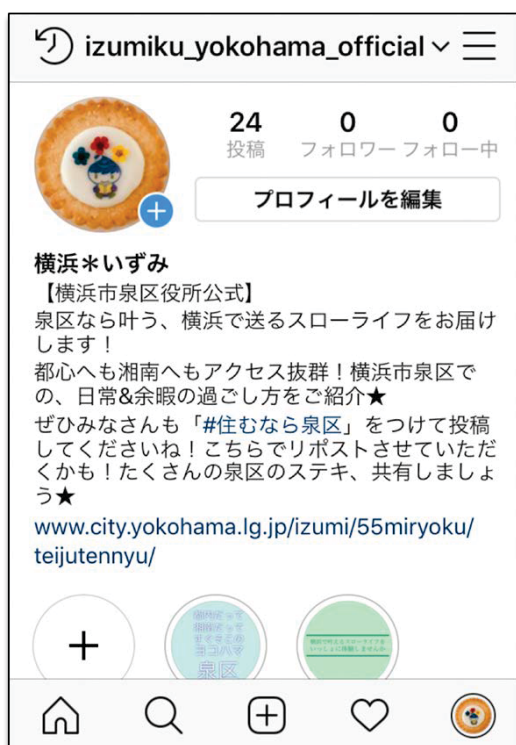 izumiku_yokohama_official
24 0 0
投稿 フォロワー フォロー中
プロフィールを編集
横浜＊いずみ
【横浜市泉区役所公式】
泉区なら叶う、横浜で送るスローライフをお届け
します！
都心へも湘南へもアクセス抜群！横浜市泉区で
の、日常&余暇の過ごし方をご紹介★
ぜひみなさんも「#住むなら泉区」をつけて投稿
してくださいね！こちらでリポストさせていただ
くかも！たくさんの泉区のステキ、共有しましょ
う★
www.city.yokohama.lg.jp/izumi/55miryoku/
teijutennyu/
ヨコハマ
泉区